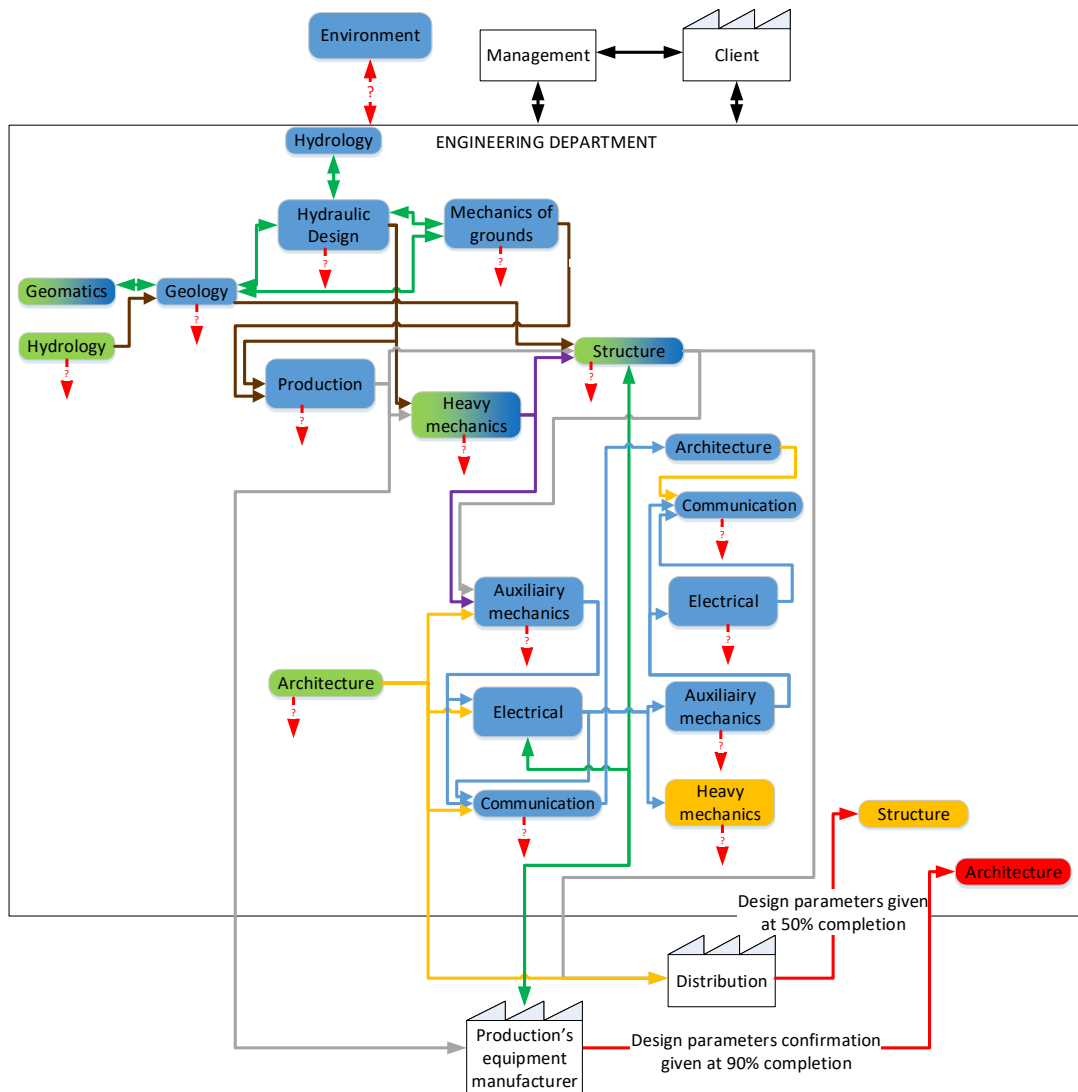 Environment
Management
Client
?
Hydrology
ENGINEERING DEPARTMENT
Hydraulic
Design
Mechanics of
grounds
?
?
Geomatics
Geology
?
Hydrology
?
Structure
?
Production
?
Heavy
mechanics
?
Architecture
Communication
?
Auxiliairy
mechanics
?
Electrical
?
Architecture
?
Electrical
Auxiliairy
mechanics
?
Communication
?
Heavy
mechanics
?
Structure
Architecture
Design parameters given
at 50% completion
Distribution
Production’s
equipment
manufacturer
Design parameters confirmation
given at 90% completion